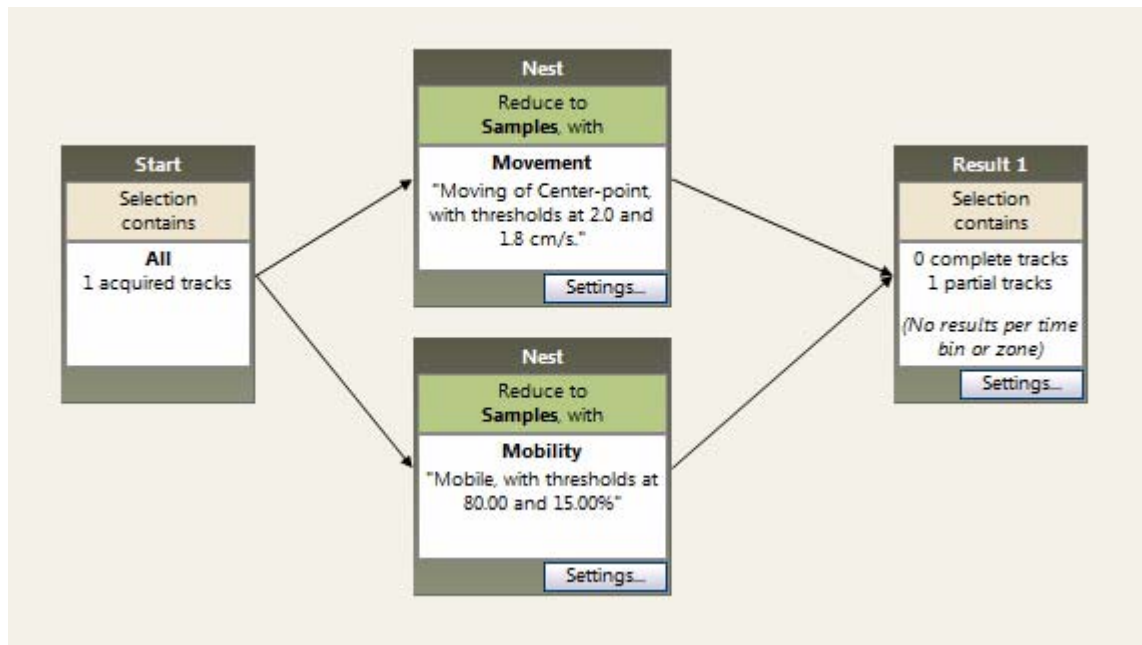 Start
Selection
contains
All
1 acquired tracks
Nest
Reduce to
Samples, with
Movement
"Moving of Center-point,
with thresholds at 2.0 and
1.8 cm/s."
Settings...
Nest
Reduce to
Samples, with
Mobility
"Mobile, with thresholds at
80.00 and 15.00%"
Settings...
Result 1
Selection
contains
0 complete tracks
1 partial tracks
(No results per time
bin or zone)
Settings...